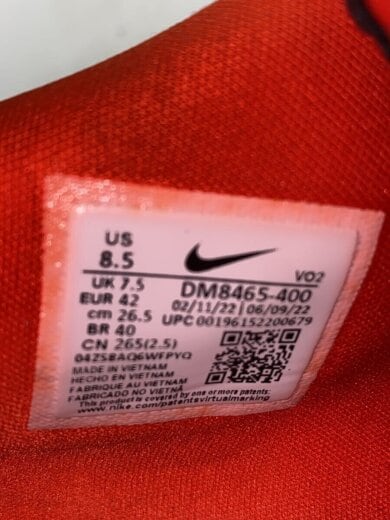 US
8.5
VO2
UK 7.5
DM8465-400
EUR 42
02/11/22 | 06/09/22
cm 26.5
UPC 00196152200679
BR 40
CN 265(2.5)
04ZS8AQ6WFPYQ
MADE IN VIETNAM
HECHO EN VIETNAM
FABRIQUE AU VIETNAM
FABRICADO NO VIETNÃ
This product is covered by one or more patents:
www.nike.com/patentsvirtualmarking